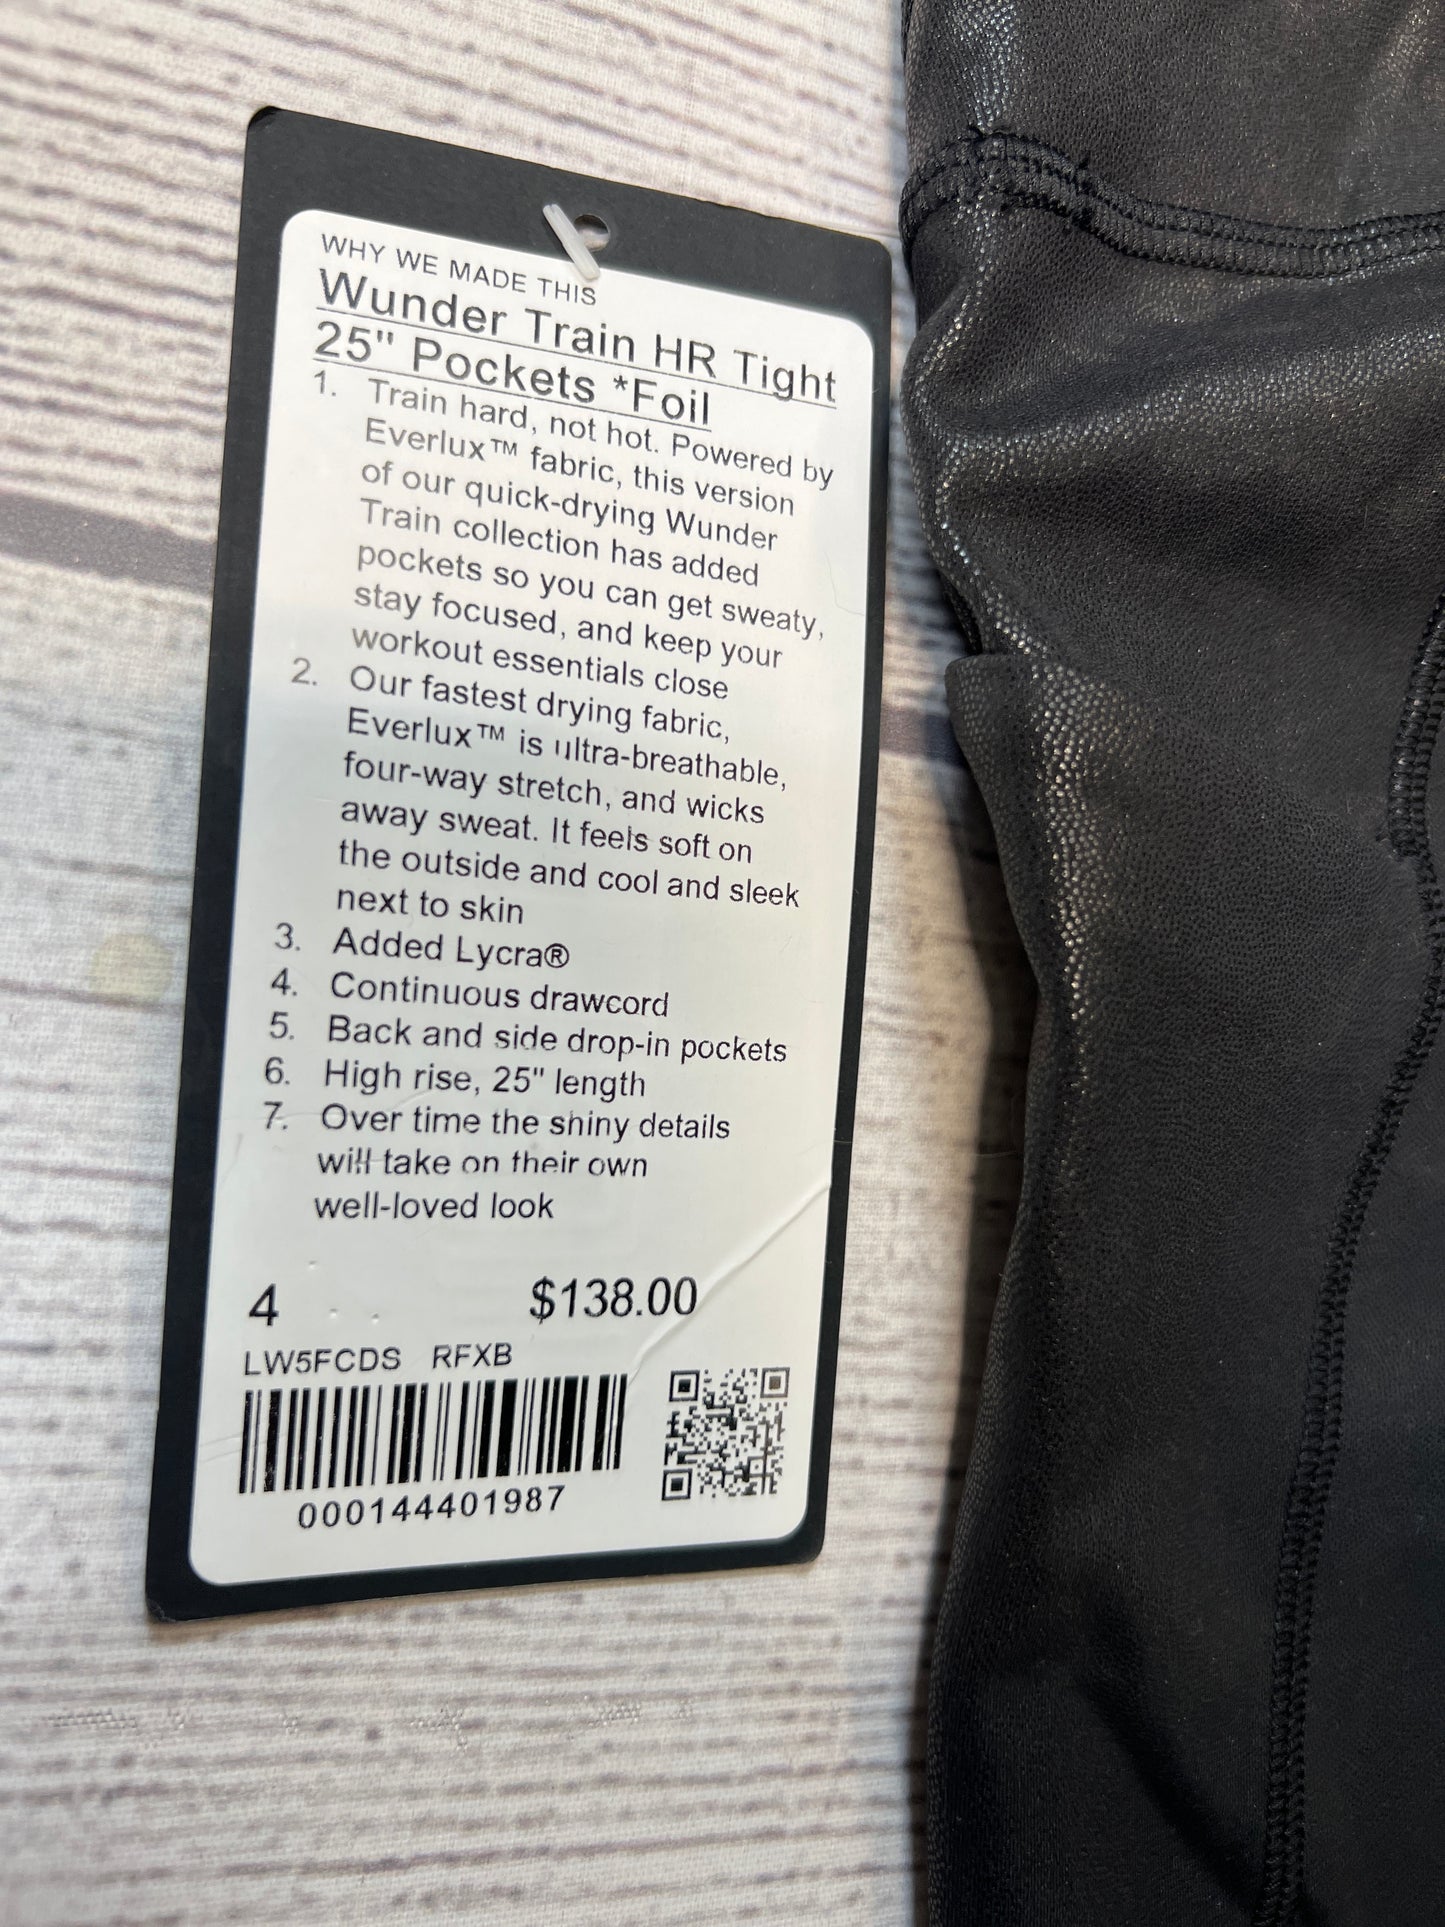 WHY WE MADE THIS
Wunder Train HR Tight
25" Pockets *Foil
1. Train hard, not hot. Powered by
Everlux™ fabric, this version
of our quick-drying Wunder
Train collection has added
pockets so you can get sweaty,
stay focused, and keep your
workout essentials close
2. Our fastest drying fabric,
Everlux™ is ultra-breathable,
four-way stretch, and wicks
away sweat. It feels soft on
the outside and cool and sleek
next to skin
3. Added Lycra®
4. Continuous drawcord
5. Back and side drop-in pockets
6. High rise, 25" length
7. Over time the shiny details
will take on their own
well-loved look
4 $138.00
LW5FCDS RFXB
000144401987